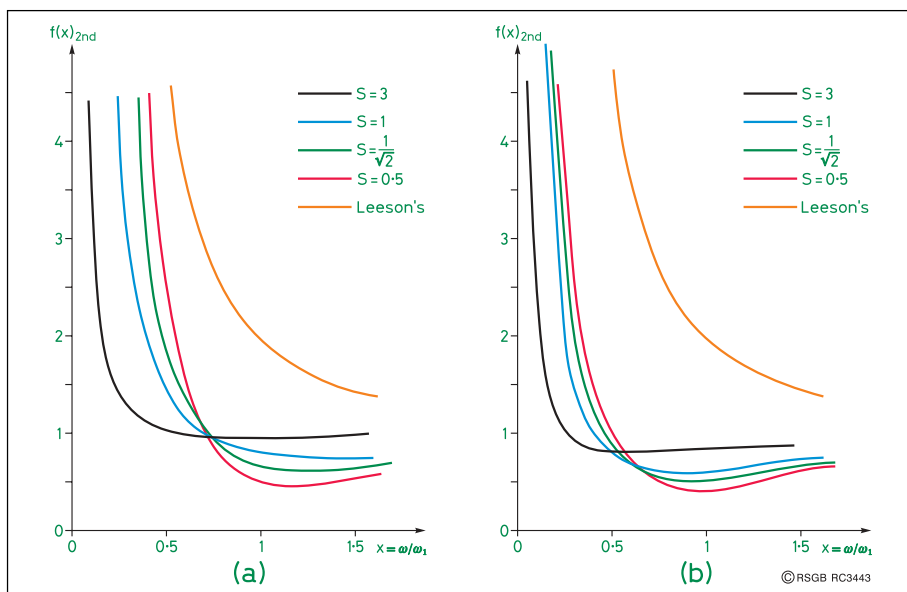 f(x)2nd
S = 3
S = 1
S = 1/√2
S = 0·5
Leeson's
4
3
2
1
0
0 0·5 1 1·5 x = ω/ω1
(a)
f(x)2nd
S = 3
S = 1
S = 1/√2
S = 0·5
Leeson's
4
3
2
1
0
0 0·5 1 1·5 x = ω/ω1
(b)
© RSGB RC3443